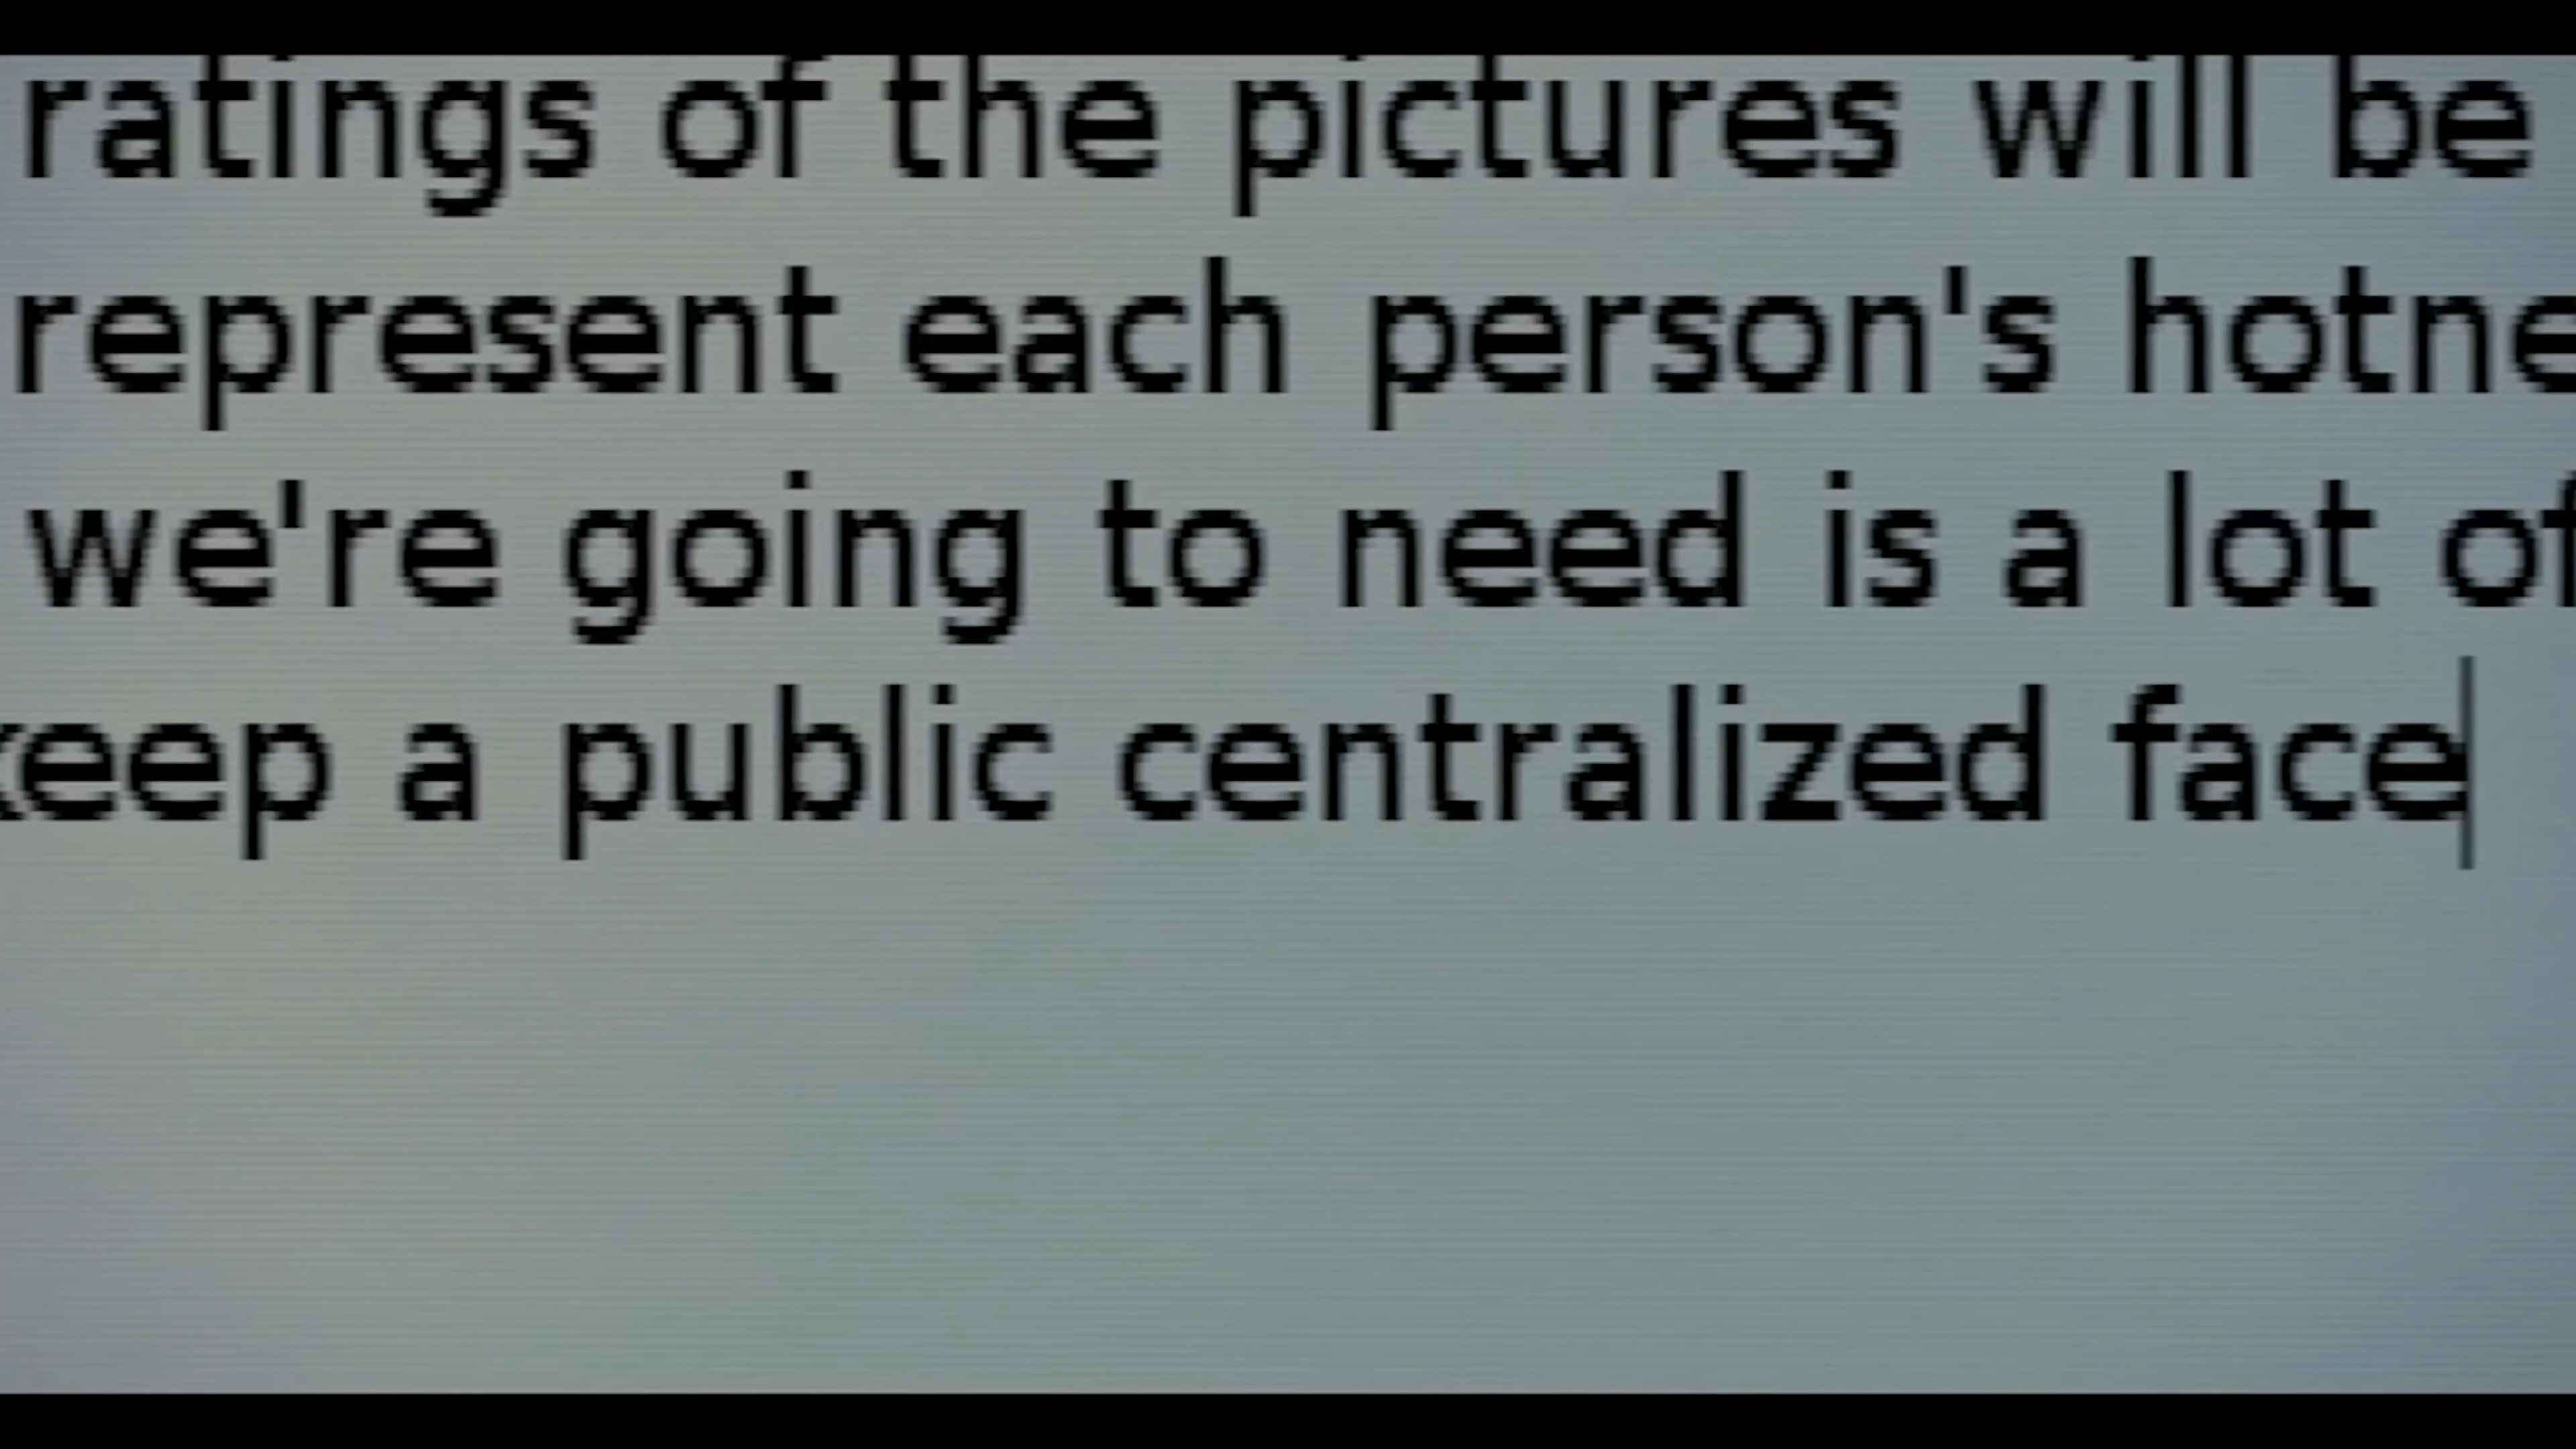 ratings of the pictures will be
represent each person's hotne
we're going to need is a lot of
keep a public centralized face